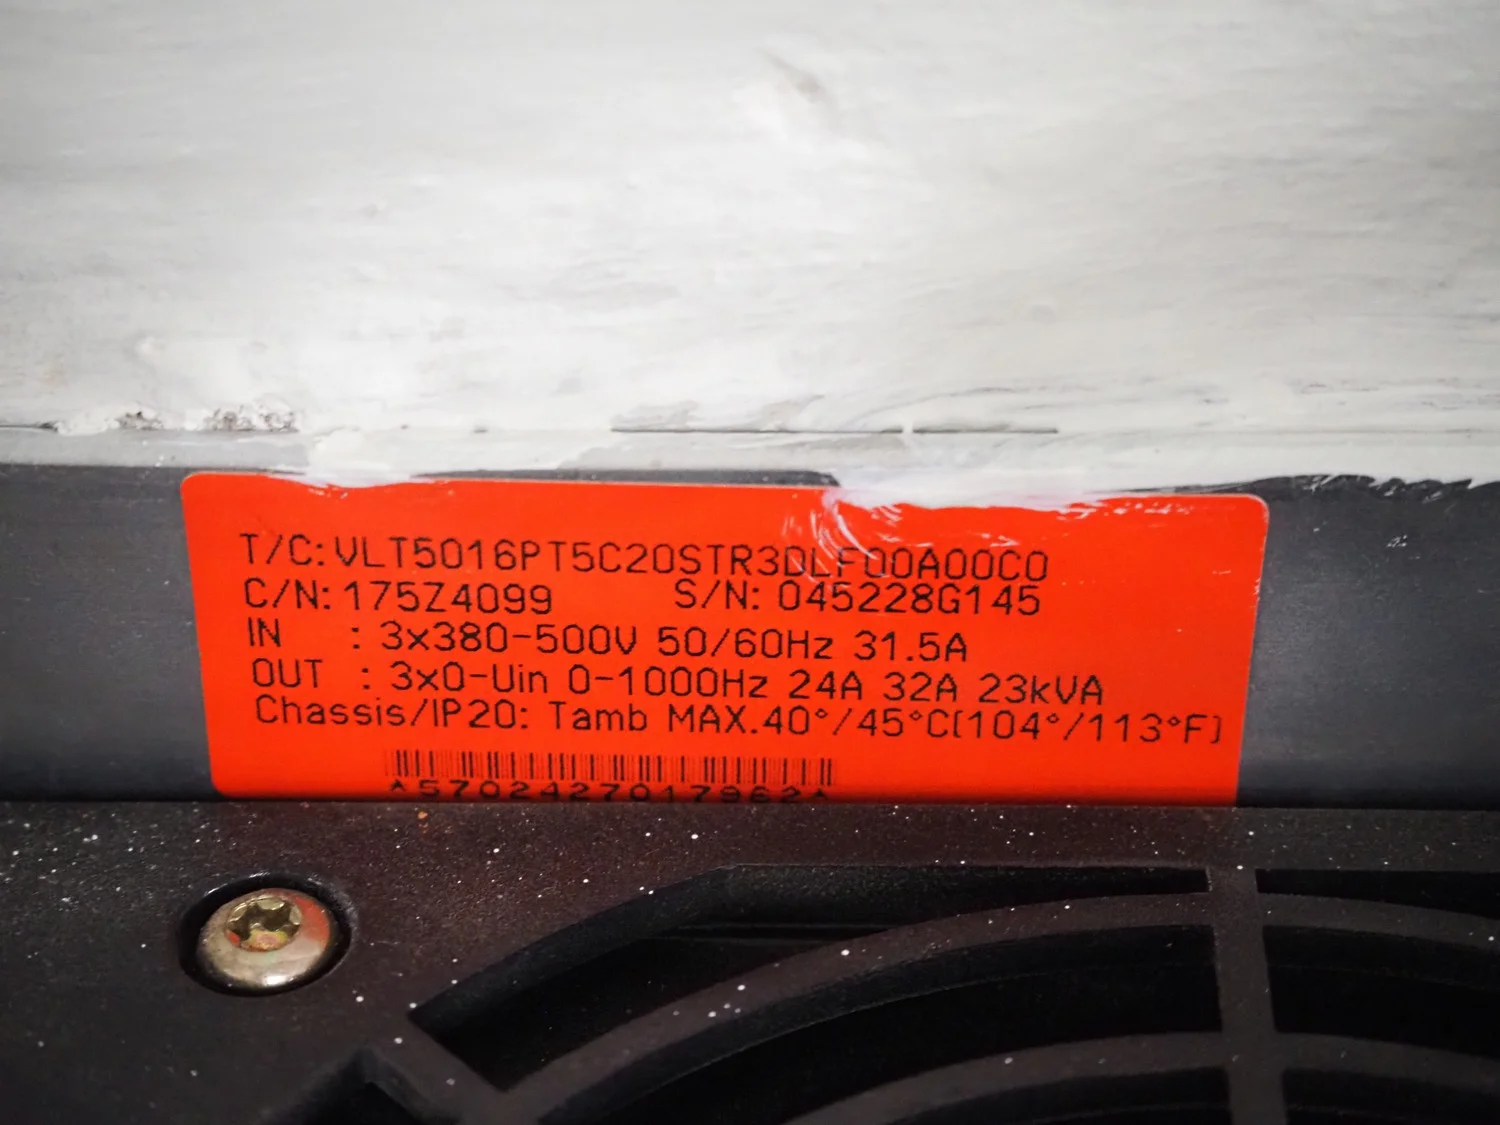 T/C: VLT5016PT5C20STR3DLF00A00C0
C/N: 175Z4099 S/N: 045228G145
IN : 3x380-500V 50/60Hz 31.5A
OUT : 3x0-Uin 0-1000Hz 24A 32A 23kVA
Chassis/IP20: Tamb MAX.40°/45°C(104°/113°F)
*5702427017962*